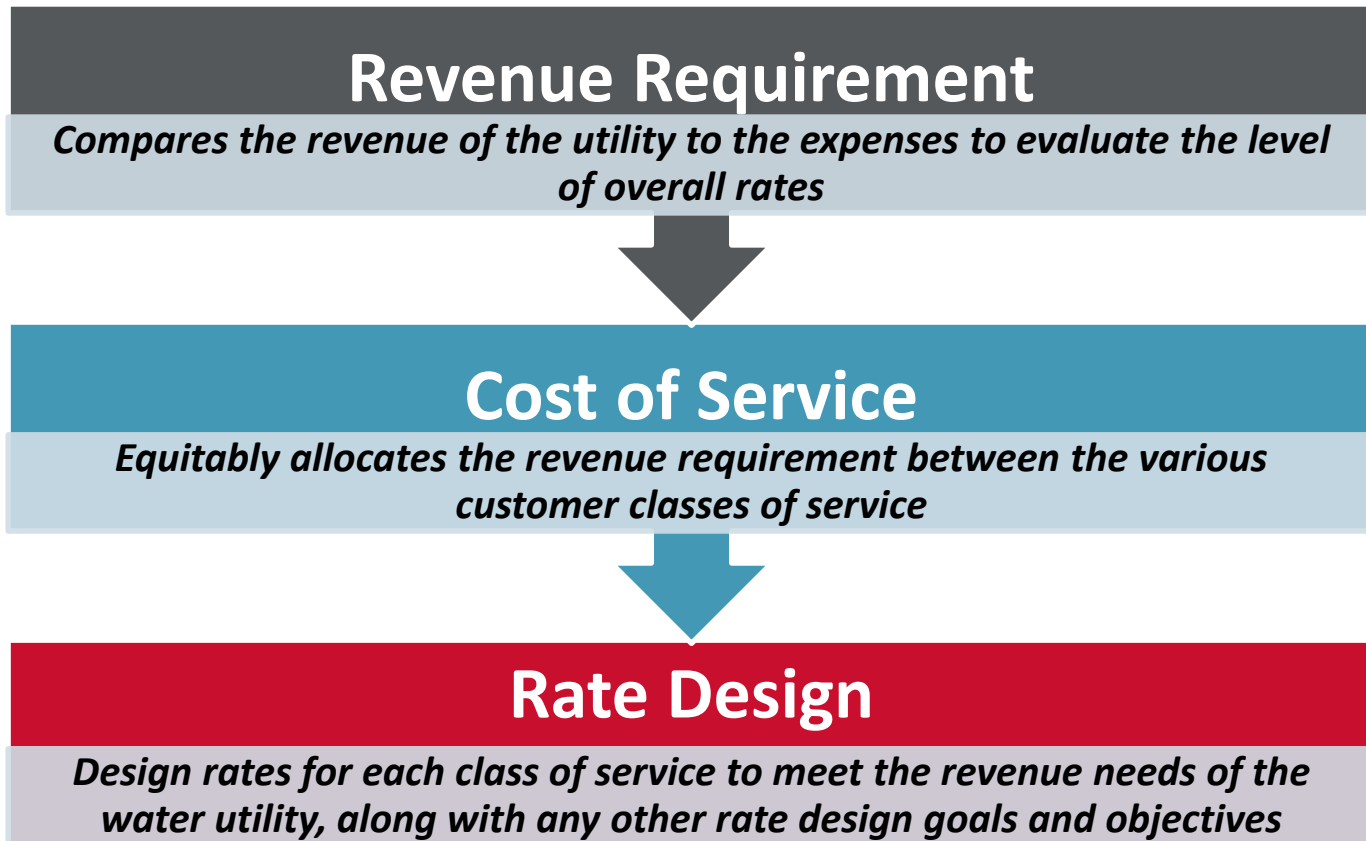 Revenue Requirement
Compares the revenue of the utility to the expenses to evaluate the level
of overall rates
Cost of Service
Equitably allocates the revenue requirement between the various
customer classes of service
Rate Design
Design rates for each class of service to meet the revenue needs of the
water utility, along with any other rate design goals and objectives